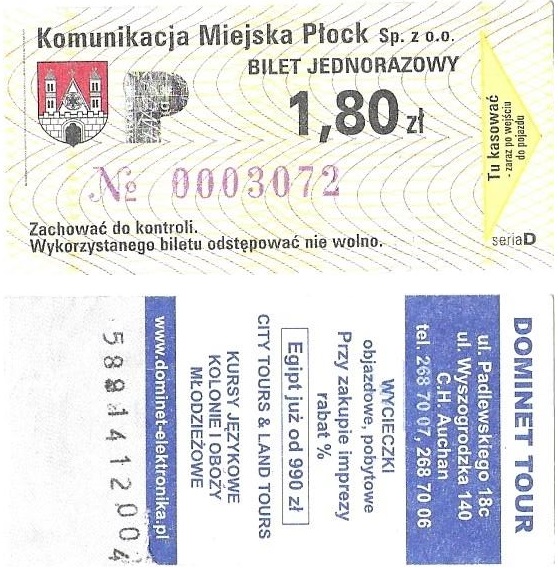 Komunikacja Miejska Płock Sp. z o.o.
BILET JEDNORAZOWY
1,80 zł
№ 0003072
Zachować do kontroli.
Wykorzystanego biletu odstępować nie wolno.
Tu kasować
- zaraz po wejściu
do pojazdu
seriaD
DOMINET TOUR
ul. Padlewskiego 18c
ul. Wyszogrodzka 140
C.H. Auchan
tel. 268 70 07, 268 70 06
WYCIECZKI
objazdowe, pobytowe
Przy zakupie imprezy
rabat %
Egipt już od 990 zł
CITY TOURS & LAND TOURS
KURSY JĘZYKOWE
KOLONIE I OBOZY
MŁODZIEŻOWE
www.dominet-elektronika.pl